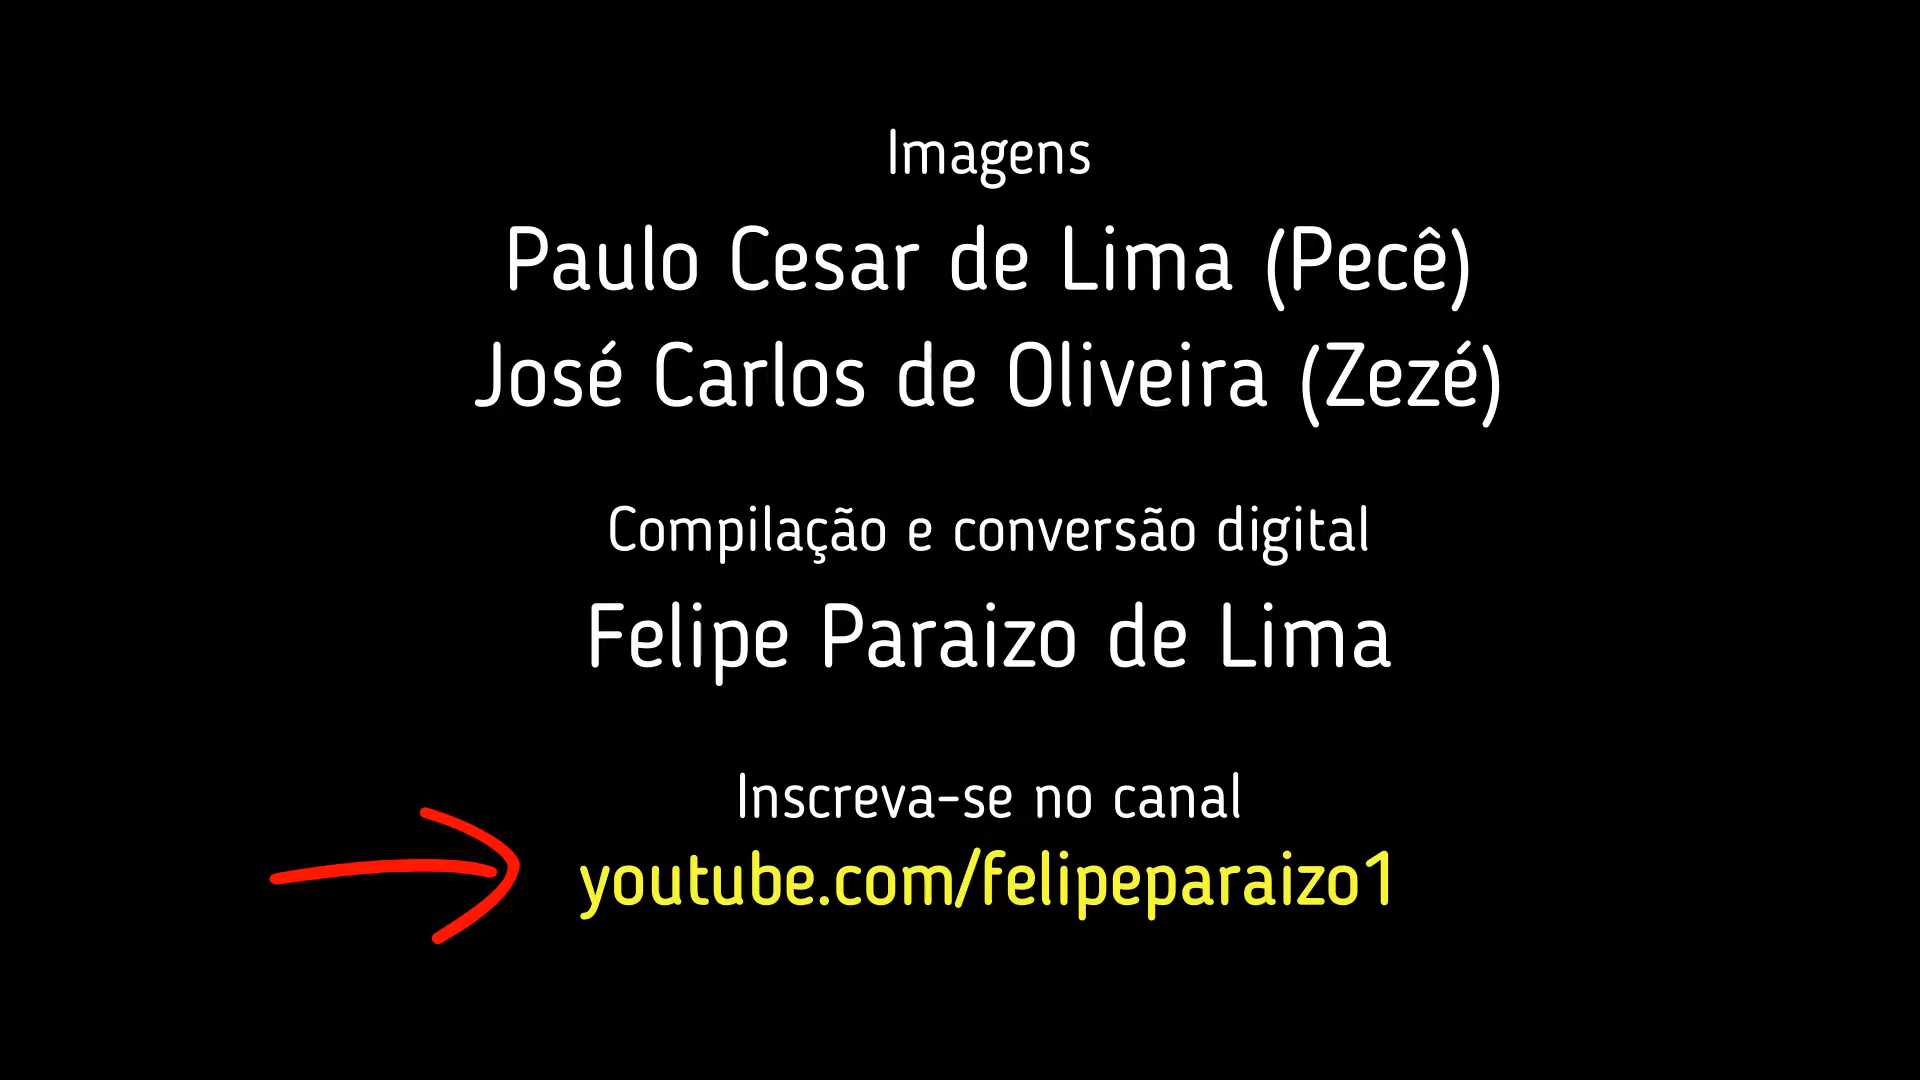 Imagens
Paulo Cesar de Lima (Pecê)
José Carlos de Oliveira (Zezé)
Compilação e conversão digital
Felipe Paraizo de Lima
Inscreva-se no canal
youtube.com/felipeparaizo1